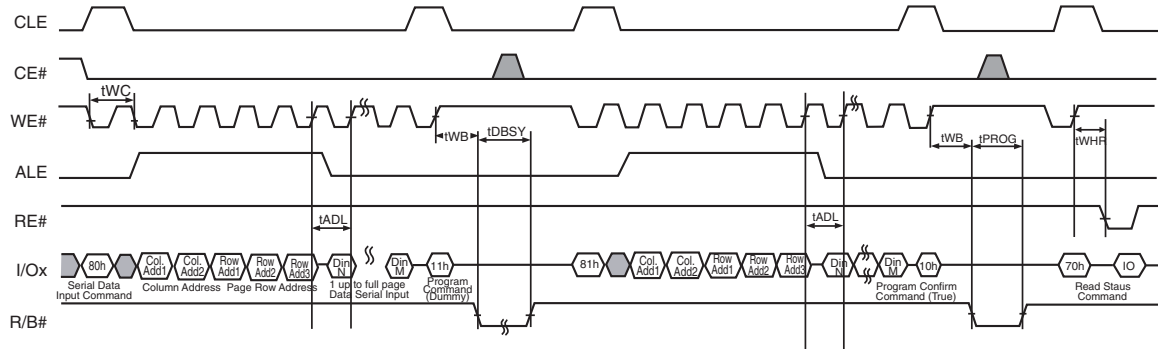 CLE
CE#
tWC
WE#
tWB
tDBSY
tWB
tPROG
tWHR
ALE
RE#
tADL
tADL
I/Ox
80h
Col. Add1
Col. Add2
Row Add1
Row Add2
Row Add3
Din N
Din M
11h
81h
Col. Add1
Col. Add2
Row Add1
Row Add2
Row Add3
Din N
Din M
10h
70h
IO
Serial Data
Input Command
Column Address
Page Row Address
1 up to full page
Data Serial Input
Program
Command
(Dummy)
Program Confirm
Command (True)
Read Staus
Command
R/B#